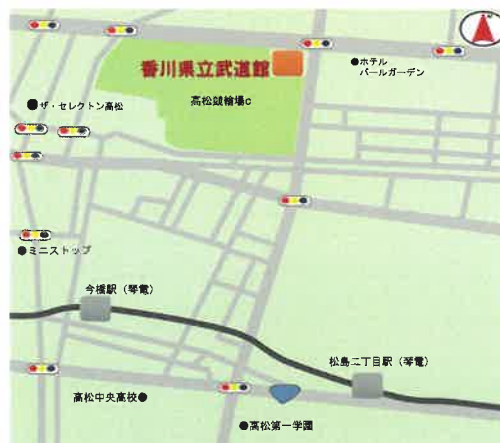 ●ホテル
パールガーデン
香川県立武道館
高松競輪場c
●ザ・セレクトン高松
●ミニストップ
今橋駅（琴電）
松島二丁目駅（琴電）
高松中央高校●
●高松第一学園